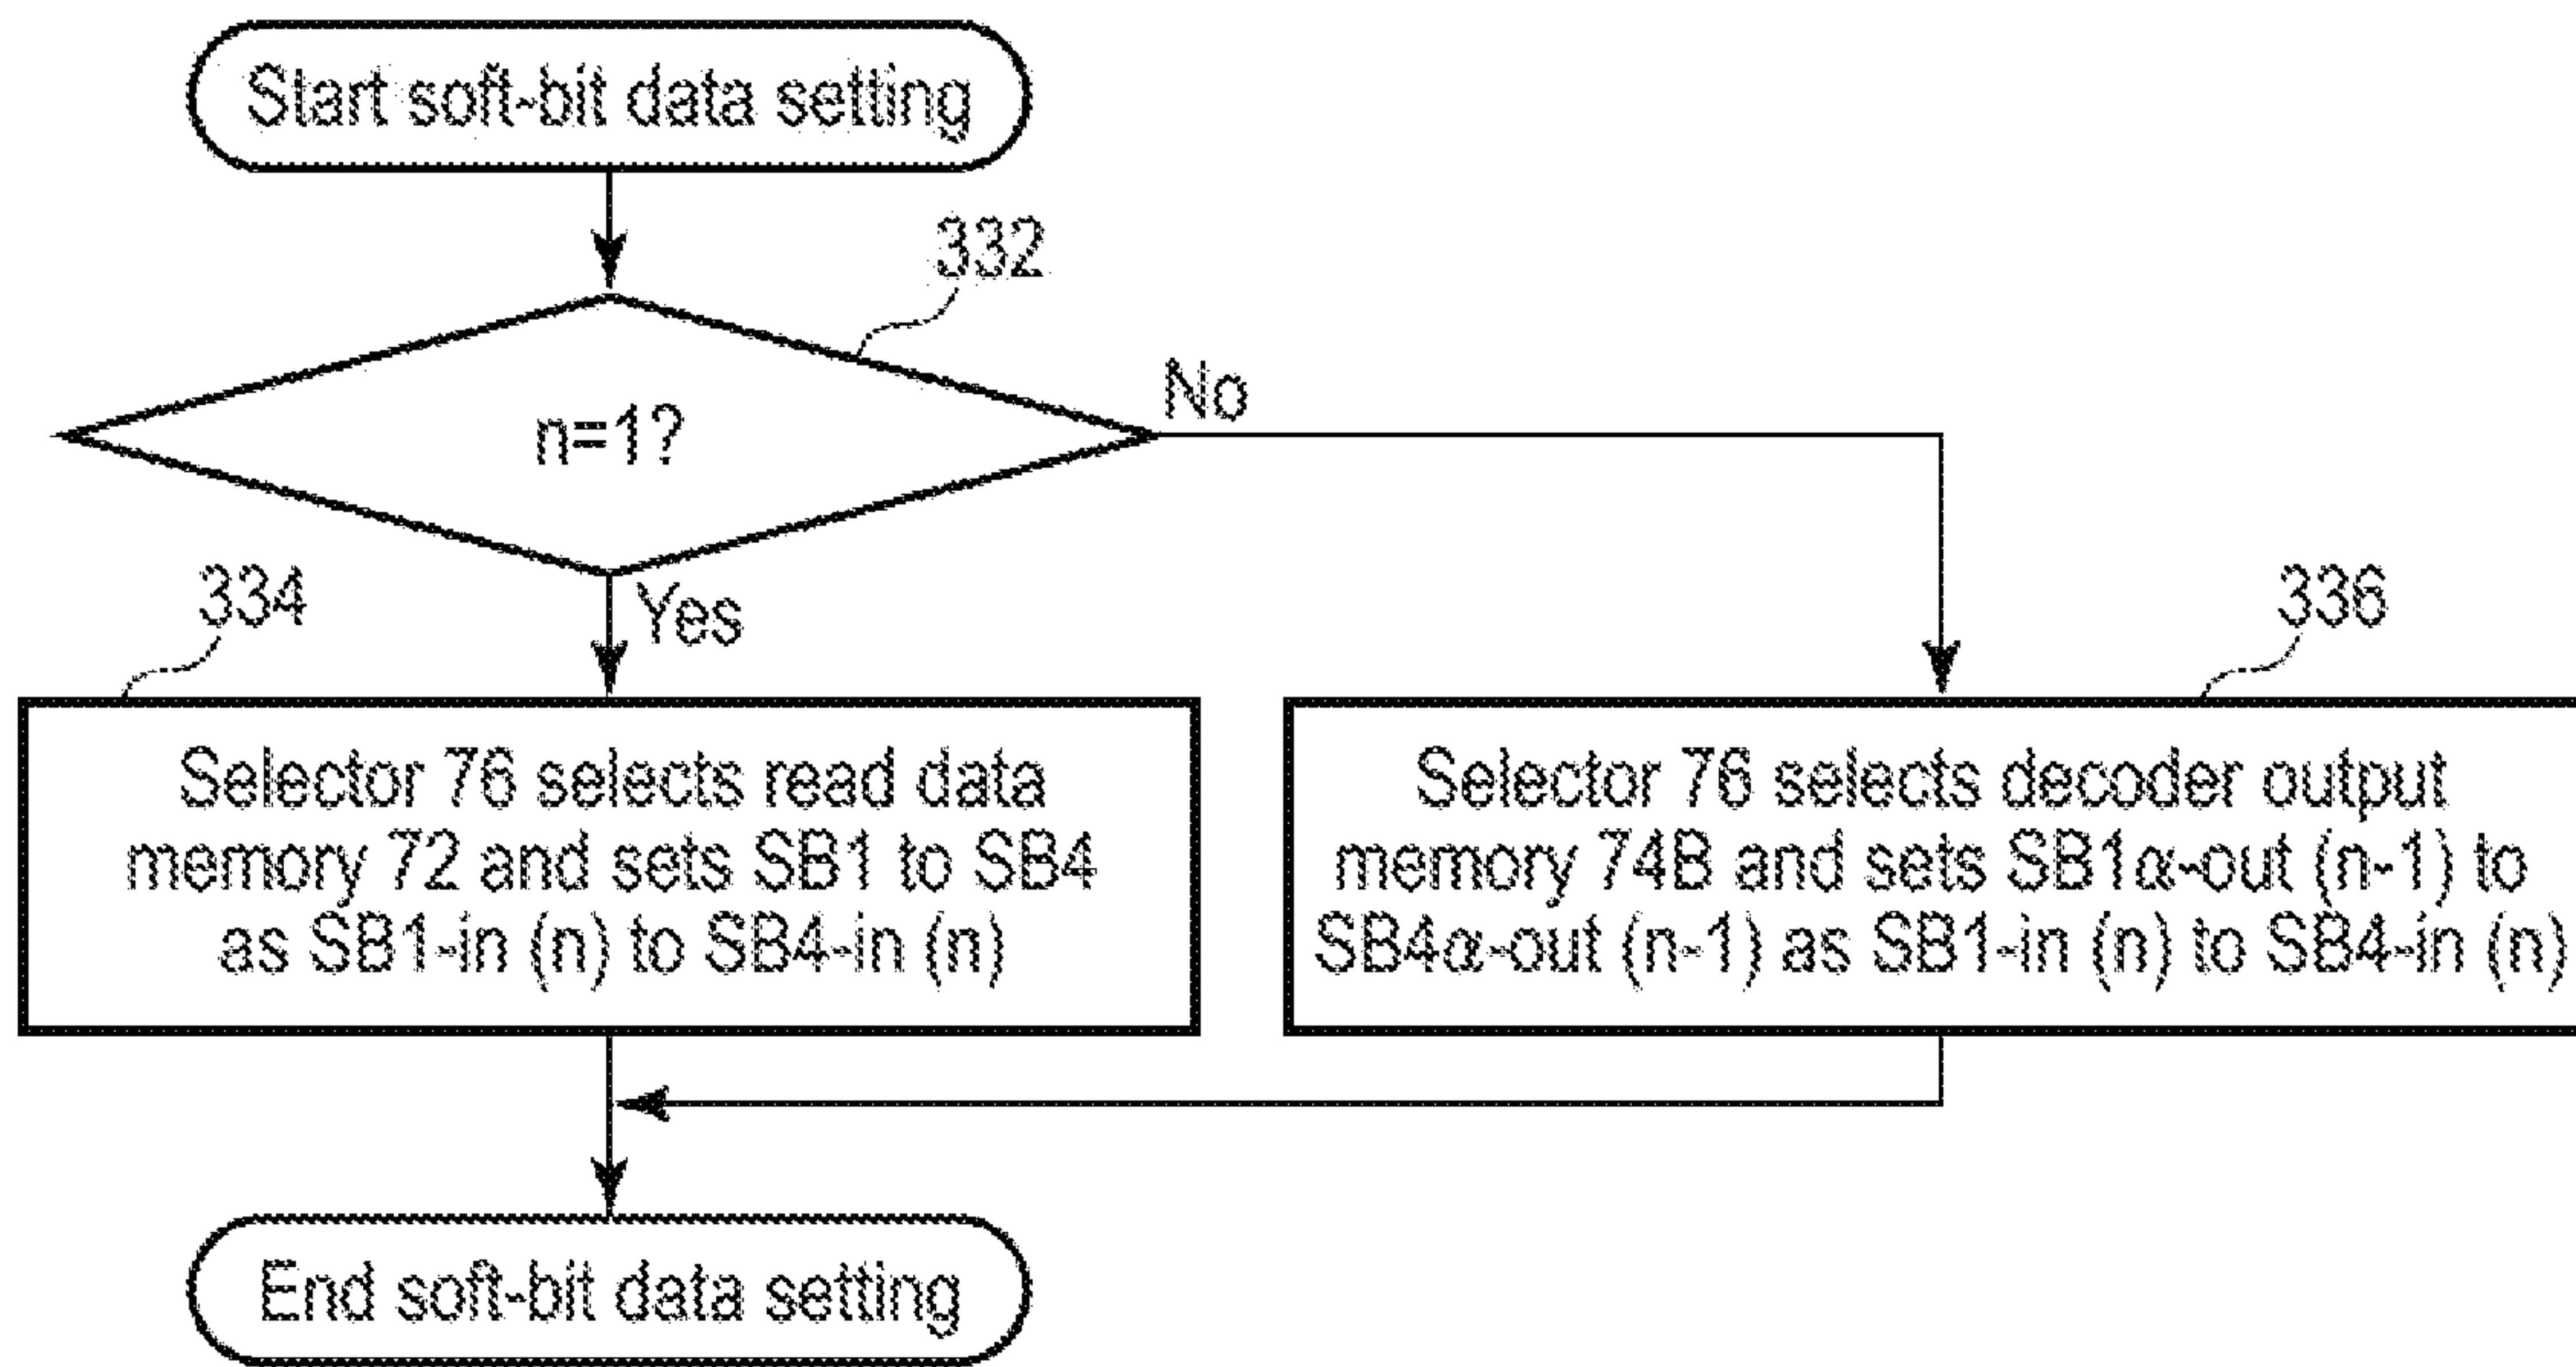 Start soft-bit data setting
332
n=1?
No
334
Yes
336
Selector 76 selects read data
memory 72 and sets SB1 to SB4
as SB1-in (n) to SB4-in (n)
Selector 76 selects decoder output
memory 74B and sets SB1α-out (n-1) to
SB4α-out (n-1) as SB1-in (n) to SB4-in (n)
End soft-bit data setting